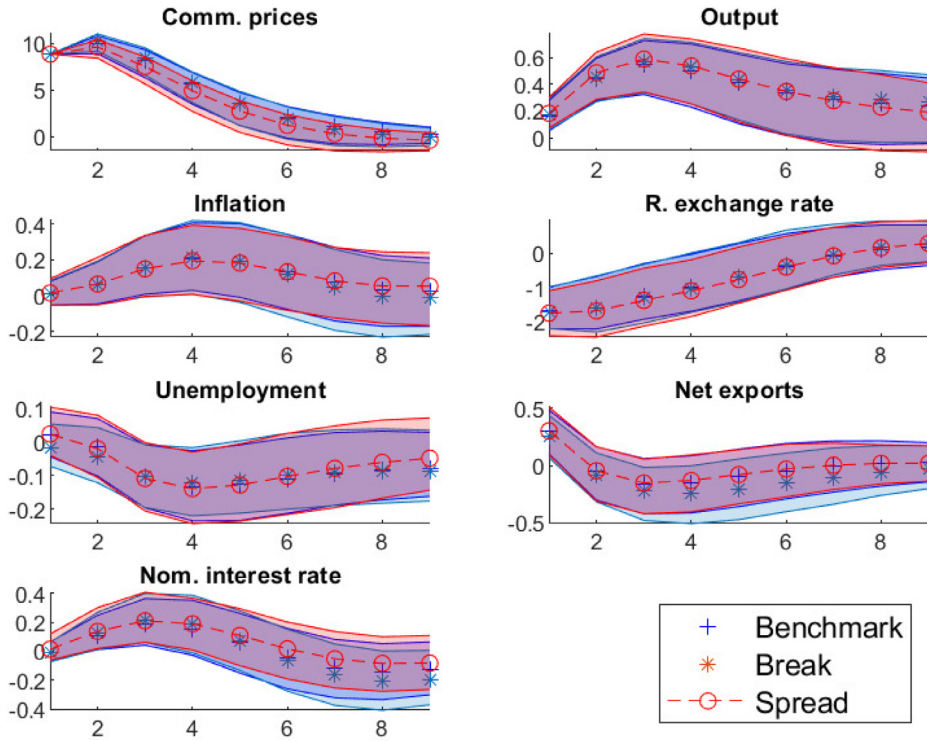 Comm. prices
10
5
0
2 4 6 8
Output
0.6
0.4
0.2
0
2 4 6 8
Inflation
0.4
0.2
0
-0.2
2 4 6 8
R. exchange rate
0
-1
-2
2 4 6 8
Unemployment
0.1
0
-0.1
-0.2
2 4 6 8
Net exports
0.5
0
-0.5
2 4 6 8
Nom. interest rate
0.4
0.2
0
-0.2
-0.4
2 4 6 8
Benchmark
Break
Spread